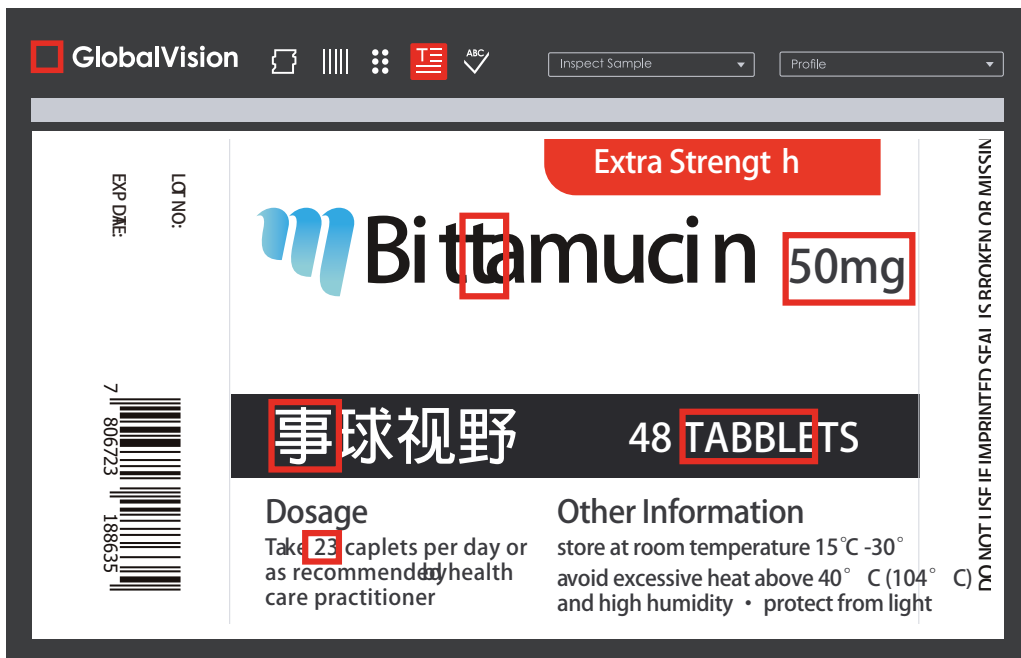 GlobalVision
ABC
Inspect Sample
Profile
Extra Strengt h
Bittamucin
50mg
LOT NO:
EXP DATE:
事球视野
48 TABBLETS
7 806723 188635
Dosage
Take 23 caplets per day or
as recommended by health
care practitioner
Other Information
store at room temperature 15°C -30°
avoid excessive heat above 40° C (104° C)
and high humidity • protect from light
DO NOT USE IF IMPRINTED SEAL IS BROKEN OR MISSIN